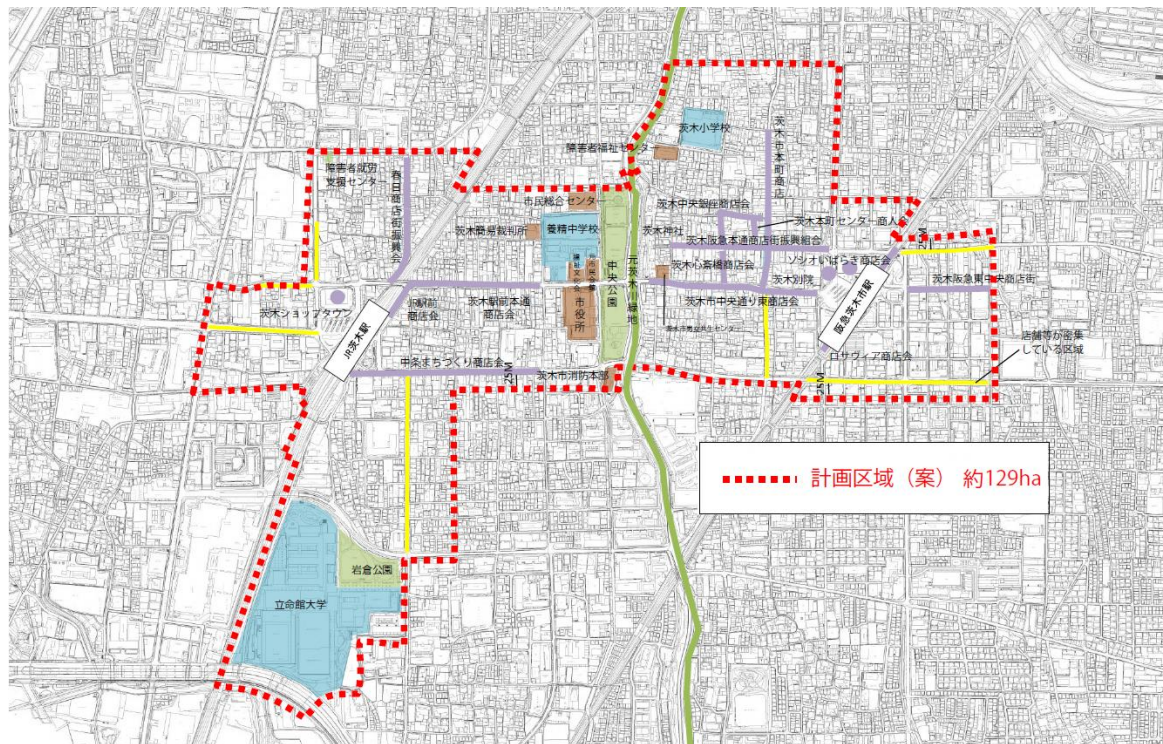 茨木小学校
障害者福祉センター
茨木市本町商店
障害者就労
支援センター
春日商店街振興会
市民総合センター
茨木簡易裁判所
養精中学校
茨木中央銀座商店会
茨木本町センター商人会
茨木神社
茨木阪急本通商店街振興組合
25M
ソシオいばらき商店会
中央公園
元茨木川緑地
茨木心斎橋商店会
茨木別院
阪急茨木市駅
茨木阪急東中央商店街
茨木市中央通り東商店会
市役所
茨木駅前本通
商店会
JR駅前
商店会
茨木ショップタウン
JR茨木駅
店舗等が密集
している区域
ロサヴィア商店会
中条まちづくり商店会
25M
茨木市消防本部
25M
計画区域(案) 約129ha
岩倉公園
立命館大学